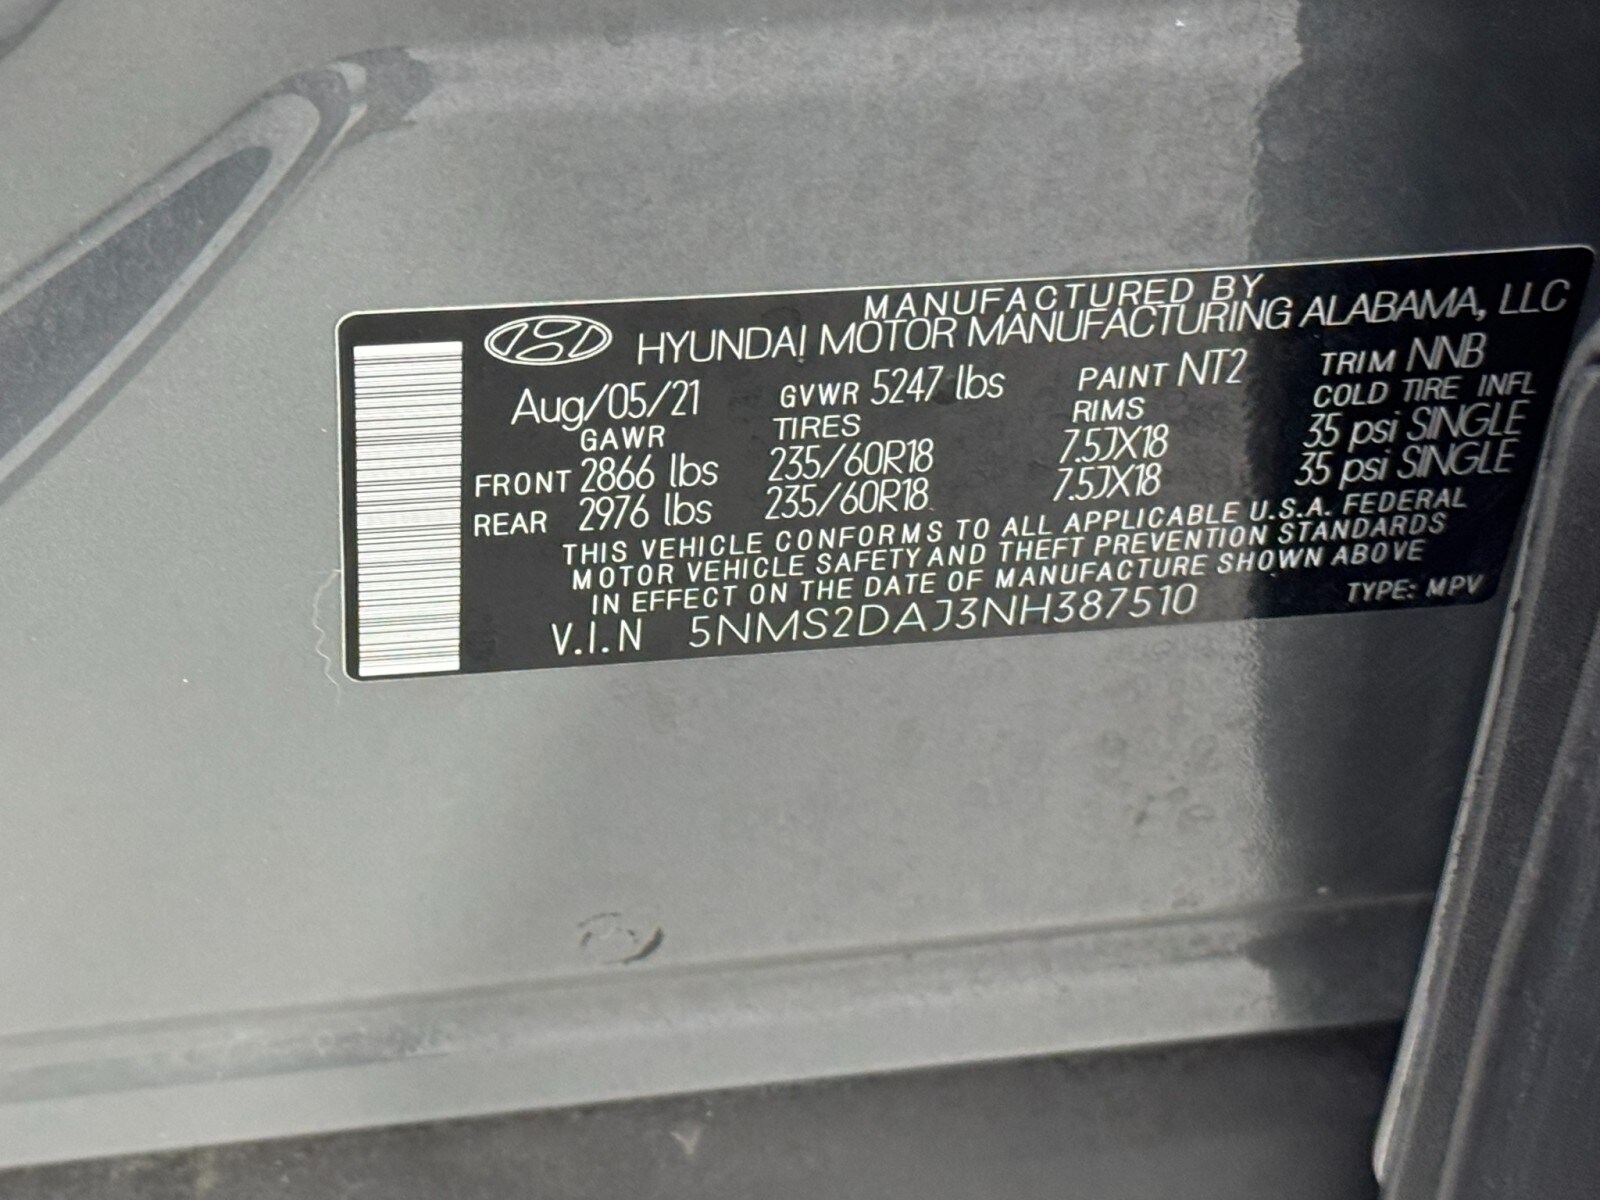 MANUFACTURED BY
HYUNDAI MOTOR MANUFACTURING ALABAMA, LLC
Aug/05/21 GVWR 5247 lbs PAINT NT2 TRIM NNB
GAWR TIRES RIMS COLD TIRE INFL
FRONT 2866 lbs 235/60R18 7.5JX18 35 psi SINGLE
REAR 2976 lbs 235/60R18 7.5JX18 35 psi SINGLE
THIS VEHICLE CONFORMS TO ALL APPLICABLE U.S.A. FEDERAL
MOTOR VEHICLE SAFETY AND THEFT PREVENTION STANDARDS
IN EFFECT ON THE DATE OF MANUFACTURE SHOWN ABOVE
V.I.N 5NMS2DAJ3NH387510 TYPE: MPV